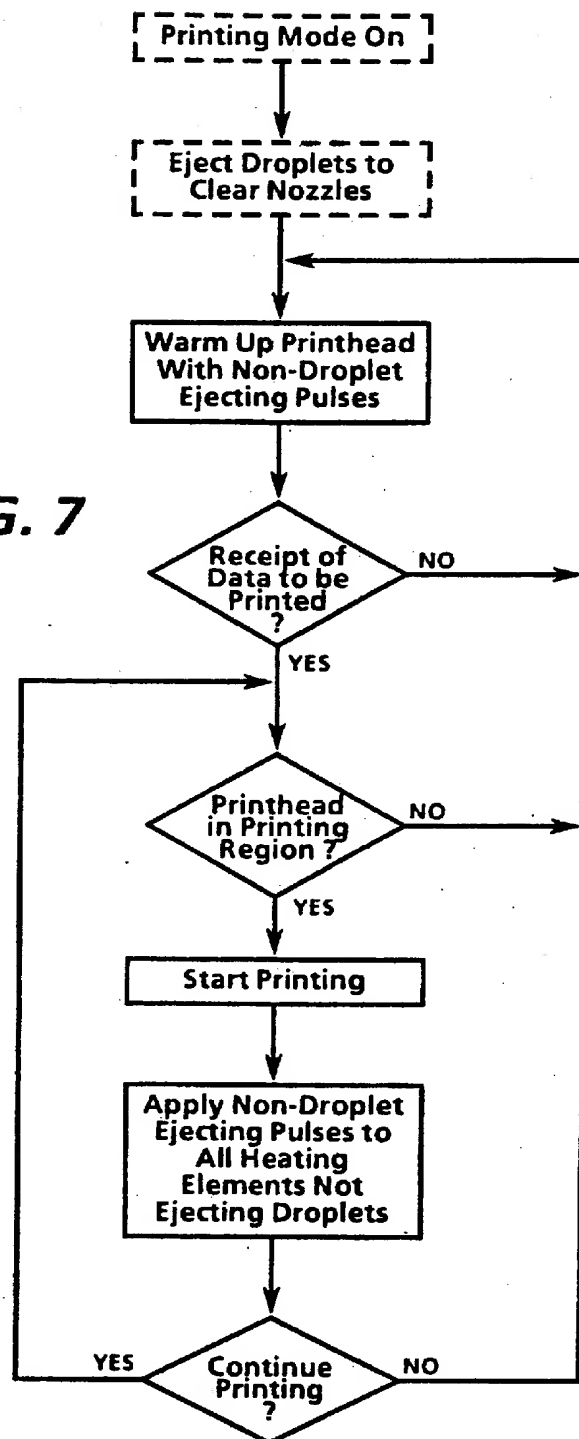 Printing Mode On
Eject Droplets to
Clear Nozzles
Warm Up Printhead
With Non-Droplet
Ejecting Pulses
G. 7
Receipt of
Data to be
Printed
?
NO
YES
Printhead
in Printing
Region ?
NO
YES
Start Printing
Apply Non-Droplet
Ejecting Pulses to
All Heating
Elements Not
Ejecting Droplets
YES
Continue
Printing
?
NO